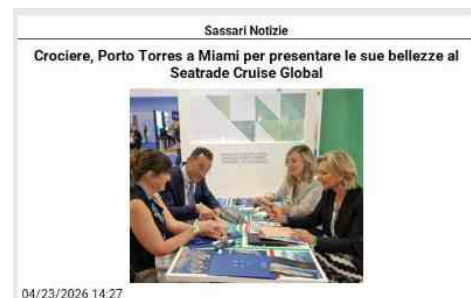 Sassari Notizie
Crociere, Porto Torres a Miami per presentare le sue bellezze al
Seatrade Cruise Global
04/23/2026 14:27